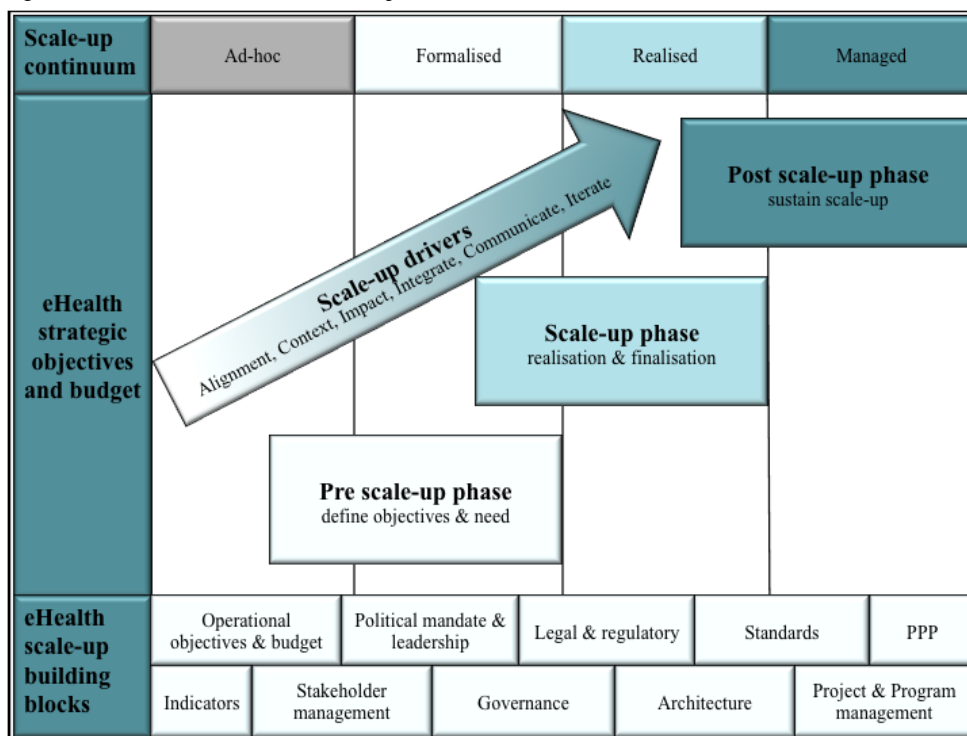 Scale-up
continuum
Ad-hoc
Formalised
Realised
Managed
eHealth
strategic
objectives
and budget
Scale-up drivers
Alignment, Context, Impact, Integrate, Communicate, Iterate
Post scale-up phase
sustain scale-up
Scale-up phase
realisation & finalisation
Pre scale-up phase
define objectives & need
eHealth
scale-up
building
blocks
Operational
objectives & budget
Political mandate &
leadership
Legal & regulatory
Standards
PPP
Indicators
Stakeholder
management
Governance
Architecture
Project & Program
management